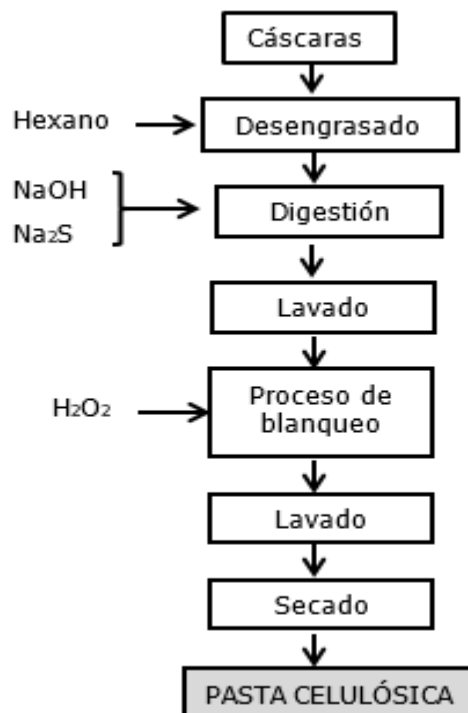 Cáscaras
Hexano
Desengrasado
NaOH
Na₂S
Digestión
Lavado
H₂O₂
Proceso de
blanqueo
Lavado
Secado
PASTA CELULÓSICA